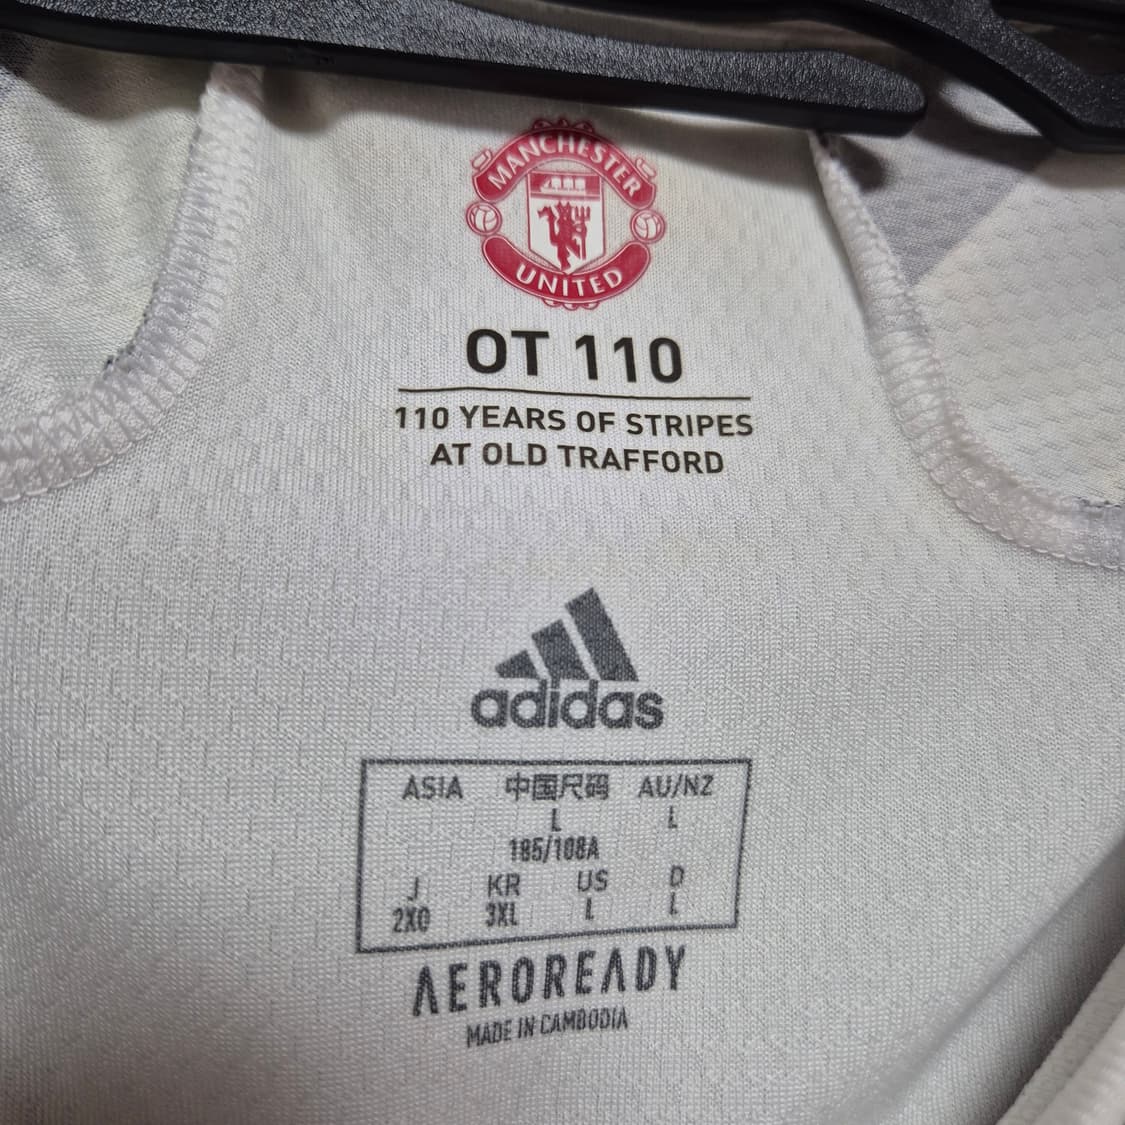 MANCHESTER
UNITED
OT 110
110 YEARS OF STRIPES
AT OLD TRAFFORD
adidas
ASIA 中国尺码 AU/NZ
L L
185/108A
J KR US D
2XO 3XL L L
AEROREADY
MADE IN CAMBODIA